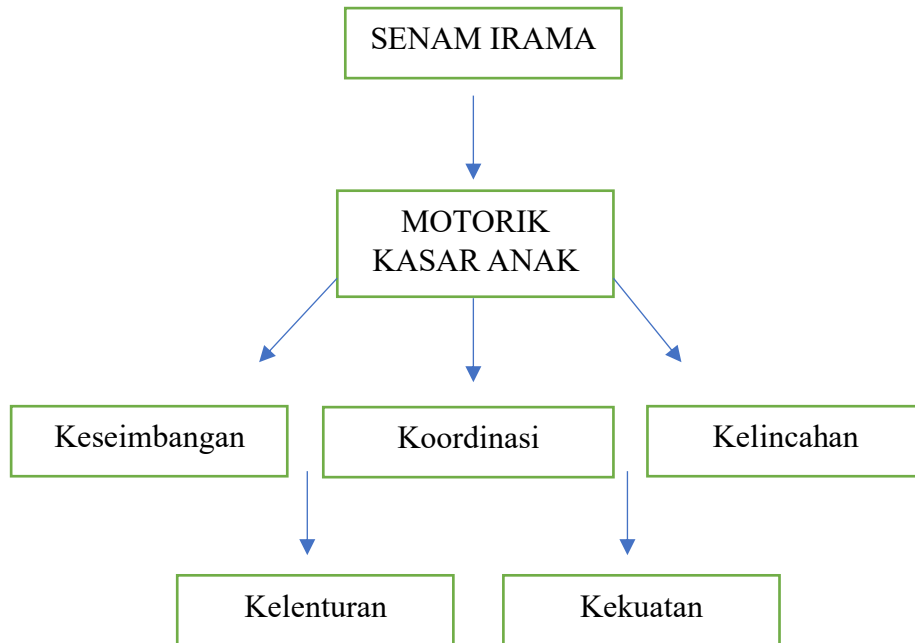 SENAM IRAMA
MOTORIK
KASAR ANAK
Keseimbangan
Koordinasi
Kelincahan
Kelenturan
Kekuatan